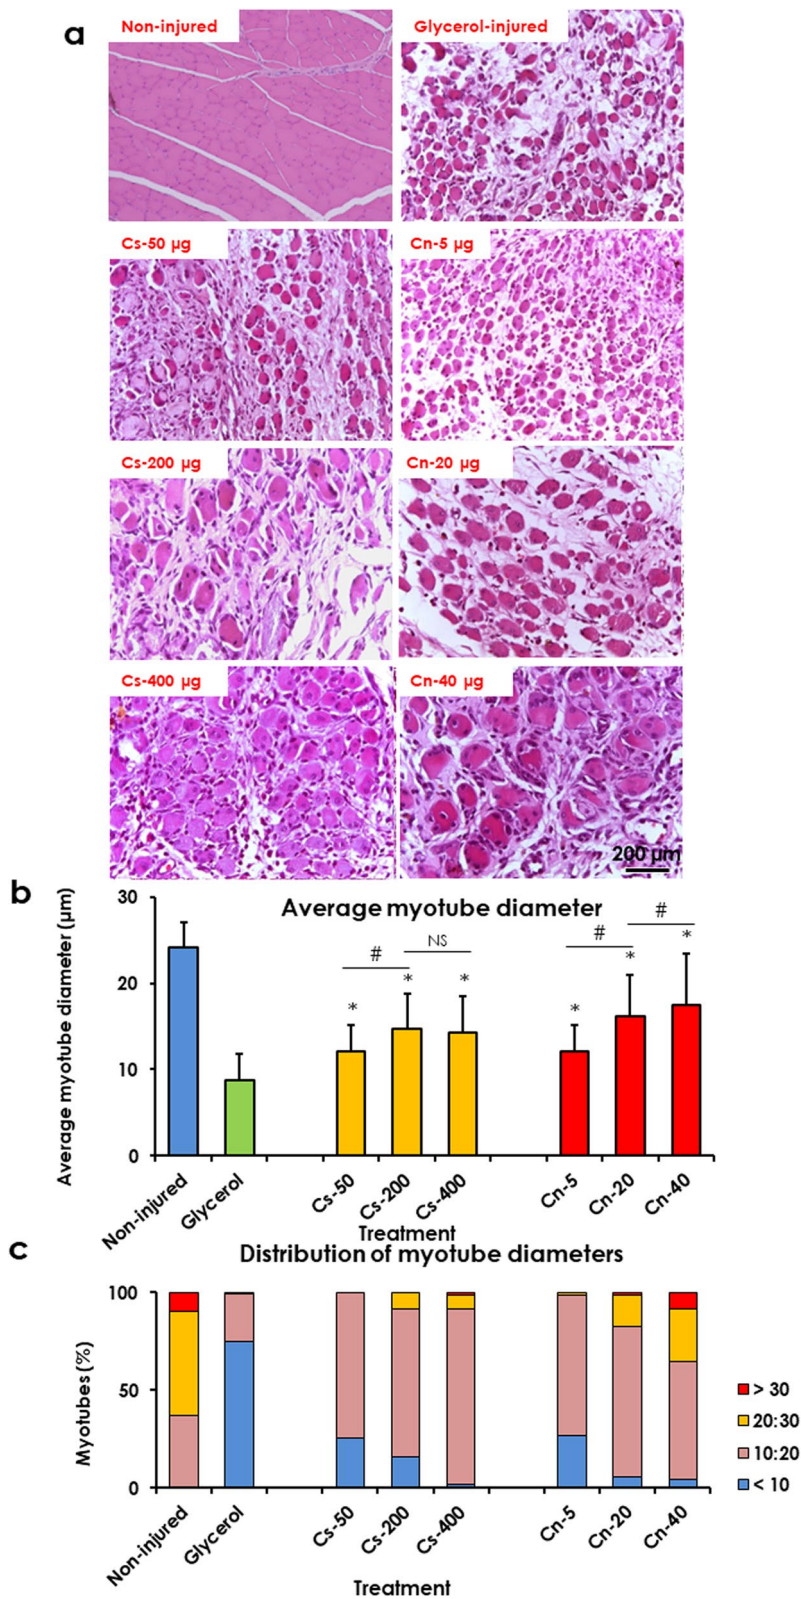 a
Non-injured
Glycerol-injured
Cs-50 µg
Cn-5 µg
Cs-200 µg
Cn-20 µg
Cs-400 µg
Cn-40 µg
200 µm
b
Average myotube diameter
Average myotube diameter (µm)
30
20
10
0
# NS # #
* * * * * *
Non-injured
Glycerol
Cs-50
Cs-200
Cs-400
Cn-5
Cn-20
Cn-40
Treatment
c
Distribution of myotube diameters
Myotubes (%)
100
50
0
> 30
20:30
10:20
< 10
Non-injured
Glycerol
Cs-50
Cs-200
Cs-400
Cn-5
Cn-20
Cn-40
Treatment